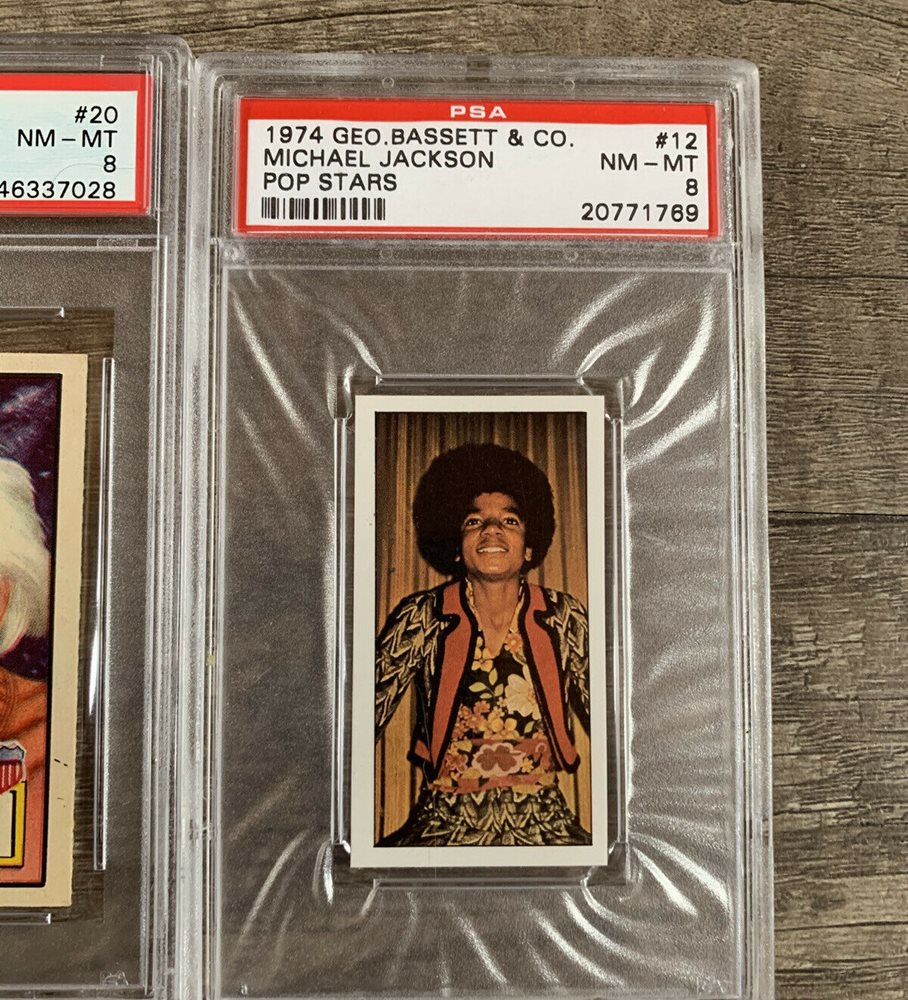 #20
NM-MT
8
46337028
PSA
1974 GEO.BASSETT & CO. #12
MICHAEL JACKSON NM-MT
POP STARS 8
20771769